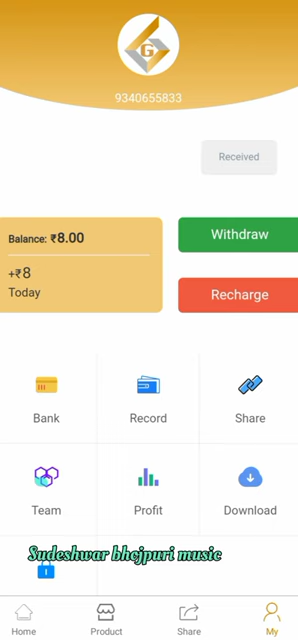 G
9340655833
Received
Balance: ₹8.00
Withdraw
+₹8
Today
Recharge
Bank
Record
Share
Team
Profit
Download
Sudeshwar bhojpuri music
Home
Product
Share
My